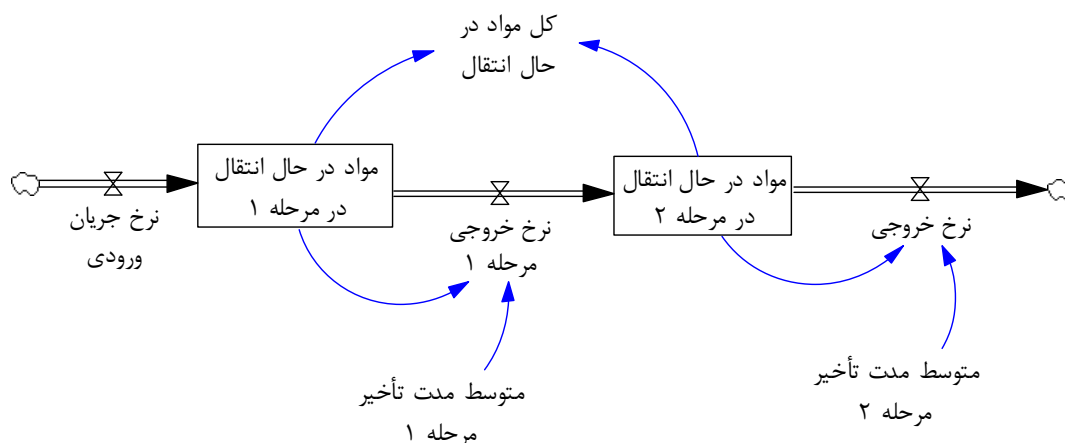 کل مواد در
حال انتقال
مواد در حال انتقال
در مرحله ۱
مواد در حال انتقال
در مرحله ۲
نرخ جریان
ورودی
نرخ خروجی
مرحله ۱
نرخ خروجی
متوسط مدت تأخیر
مرحله ۱
متوسط مدت تأخیر
مرحله ۲